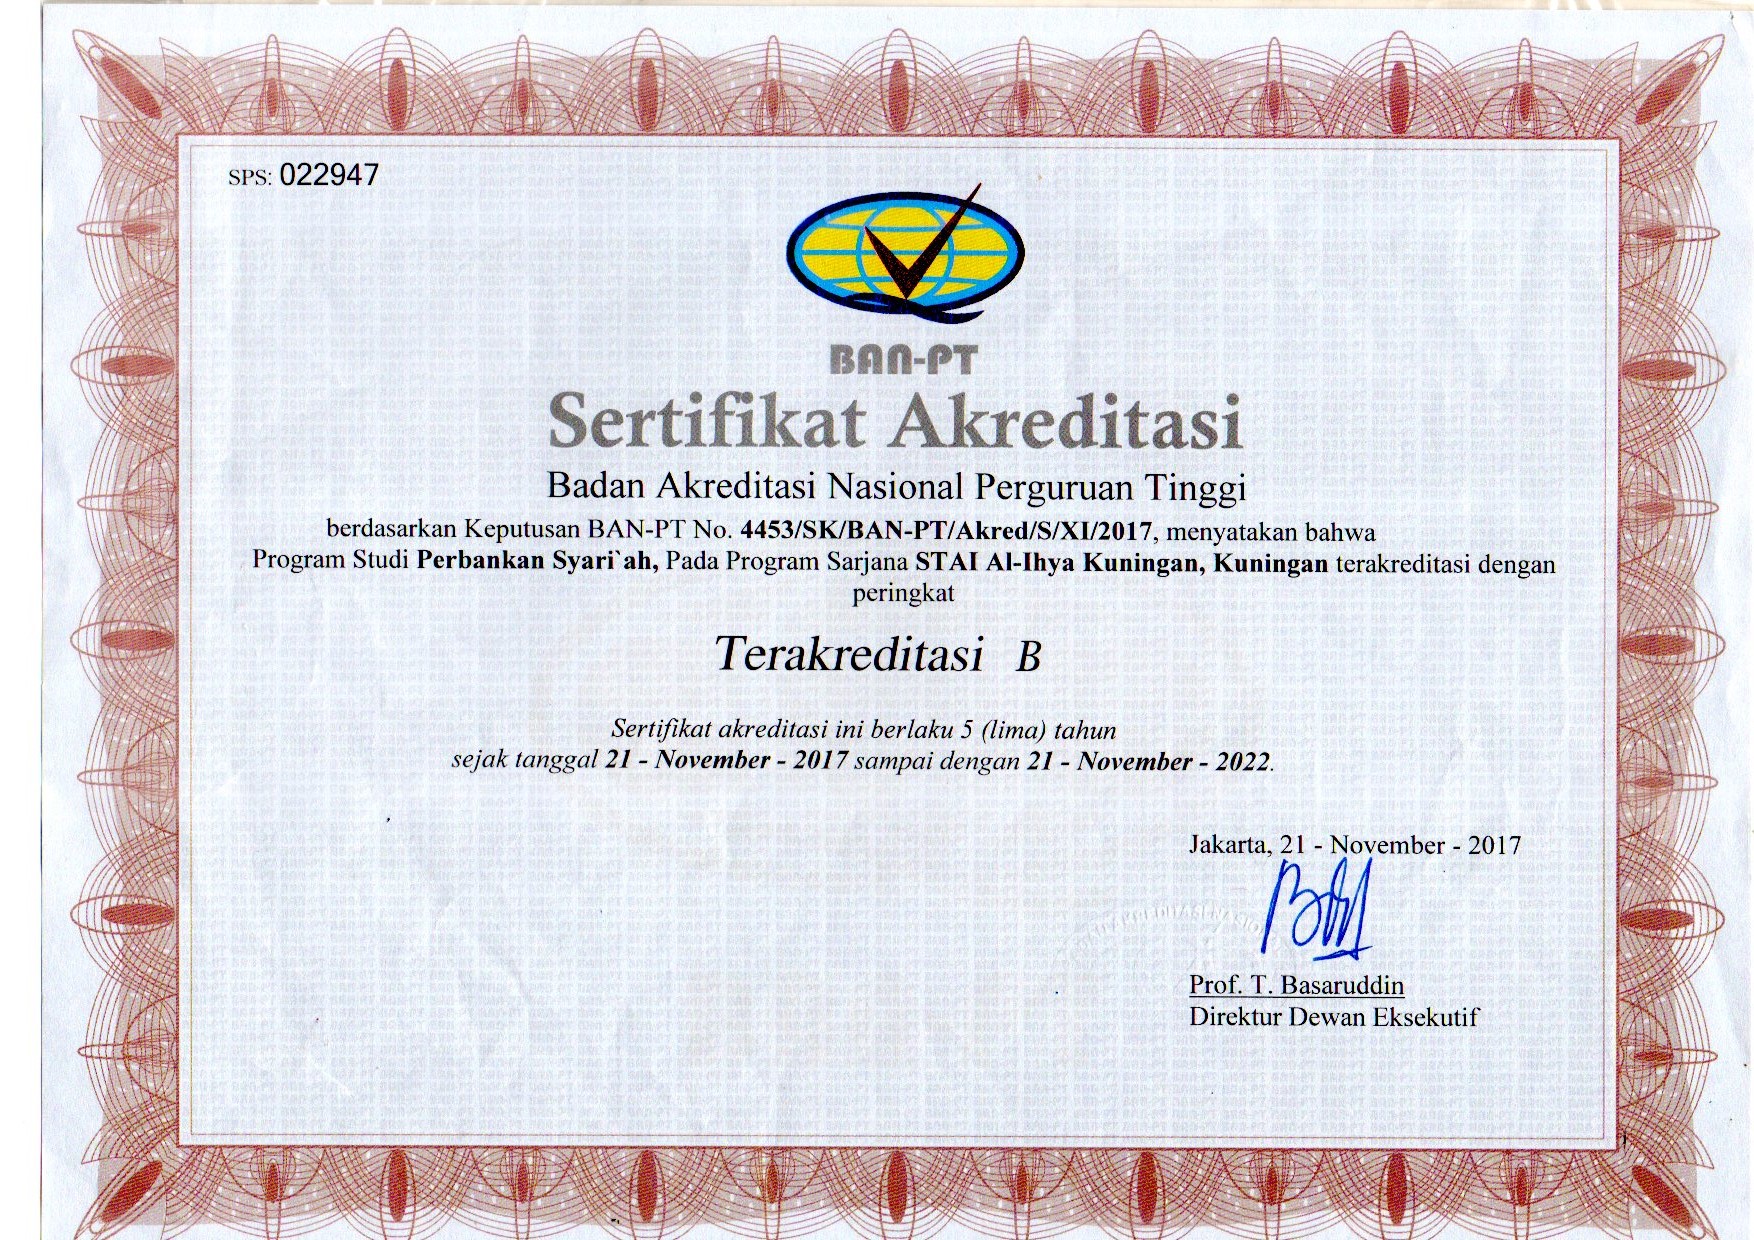 SPS: 022947
BAN-PT
Sertifikat Akreditasi
Badan Akreditasi Nasional Perguruan Tinggi
berdasarkan Keputusan BAN-PT No. 4453/SK/BAN-PT/Akred/S/XI/2017, menyatakan bahwa
Program Studi Perbankan Syari`ah, Pada Program Sarjana STAI Al-Ihya Kuningan, Kuningan terakreditasi dengan
peringkat
Terakreditasi B
Sertifikat akreditasi ini berlaku 5 (lima) tahun
sejak tanggal 21 - November - 2017 sampai dengan 21 - November - 2022.
Jakarta, 21 - November - 2017
Prof. T. Basaruddin
Direktur Dewan Eksekutif